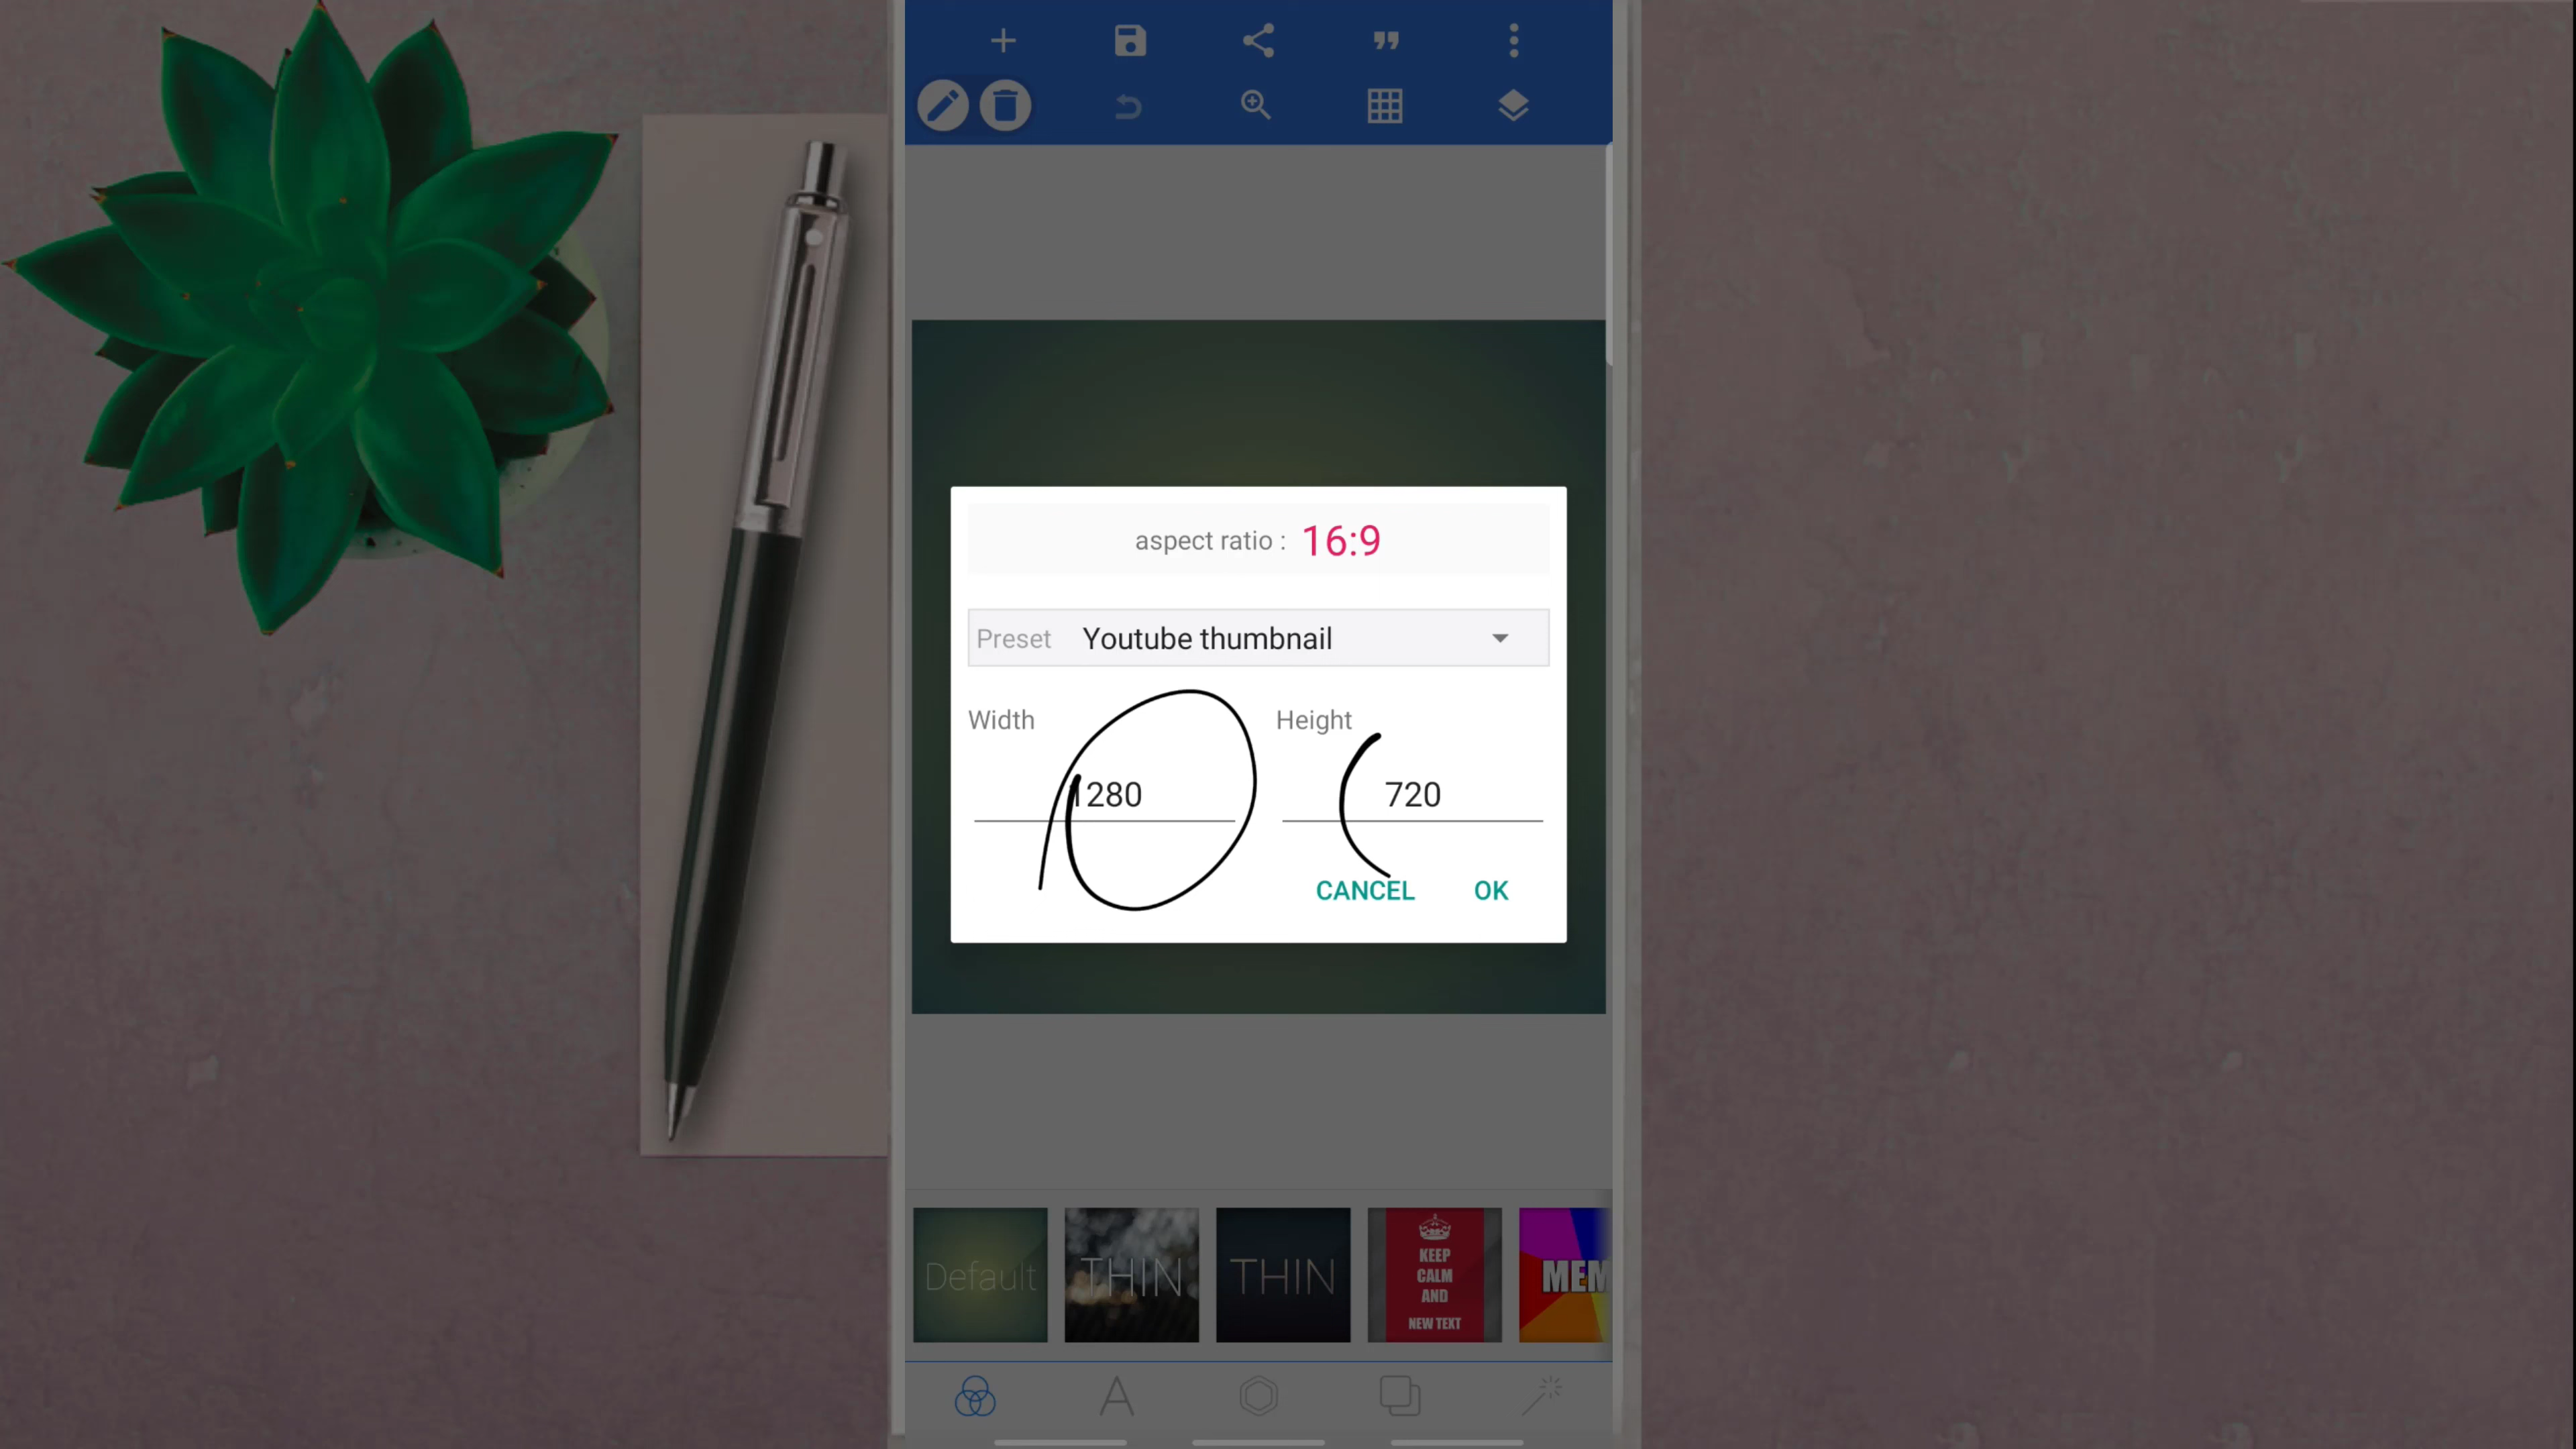 aspect ratio : 16:9
Preset Youtube thumbnail
Width Height
1280 720
CANCEL OK
Default
THIN
THIN
KEEP
CALM
AND
NEW TEXT
MEM
A